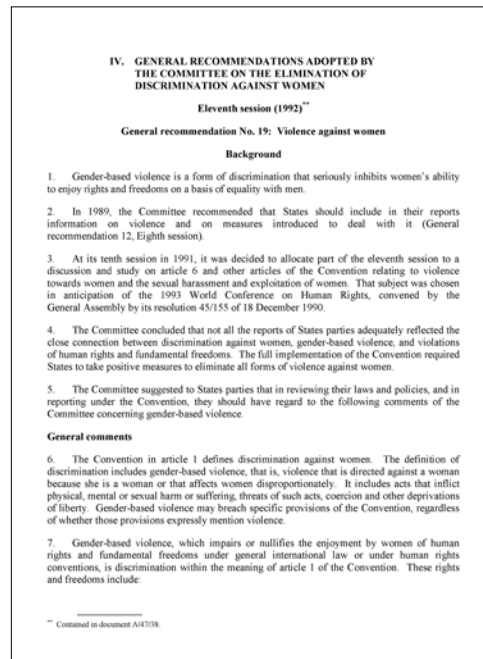 IV. GENERAL RECOMMENDATIONS ADOPTED BY
THE COMMITTEE ON THE ELIMINATION OF
DISCRIMINATION AGAINST WOMEN
Eleventh session (1992)**
General recommendation No. 19: Violence against women
Background
1. Gender-based violence is a form of discrimination that seriously inhibits women's ability
to enjoy rights and freedoms on a basis of equality with men.
2. In 1989, the Committee recommended that States should include in their reports
information on violence and on measures introduced to deal with it (General
recommendation 12, Eighth session).
3. At its tenth session in 1991, it was decided to allocate part of the eleventh session to a
discussion and study on article 6 and other articles of the Convention relating to violence
towards women and the sexual harassment and exploitation of women. That subject was chosen
in anticipation of the 1993 World Conference on Human Rights, convened by the
General Assembly by its resolution 45/155 of 18 December 1990.
4. The Committee concluded that not all the reports of States parties adequately reflected the
close connection between discrimination against women, gender-based violence, and violations
of human rights and fundamental freedoms. The full implementation of the Convention required
States to take positive measures to eliminate all forms of violence against women.
5. The Committee suggested to States parties that in reviewing their laws and policies, and in
reporting under the Convention, they should have regard to the following comments of the
Committee concerning gender-based violence.
General comments
6. The Convention in article 1 defines discrimination against women. The definition of
discrimination includes gender-based violence, that is, violence that is directed against a woman
because she is a woman or that affects women disproportionately. It includes acts that inflict
physical, mental or sexual harm or suffering, threats of such acts, coercion and other deprivations
of liberty. Gender-based violence may breach specific provisions of the Convention, regardless
of whether those provisions expressly mention violence.
7. Gender-based violence, which impairs or nullifies the enjoyment by women of human
rights and fundamental freedoms under general international law or under human rights
conventions, is discrimination within the meaning of article 1 of the Convention. These rights
and freedoms include:
** Contained in document A/47/38.